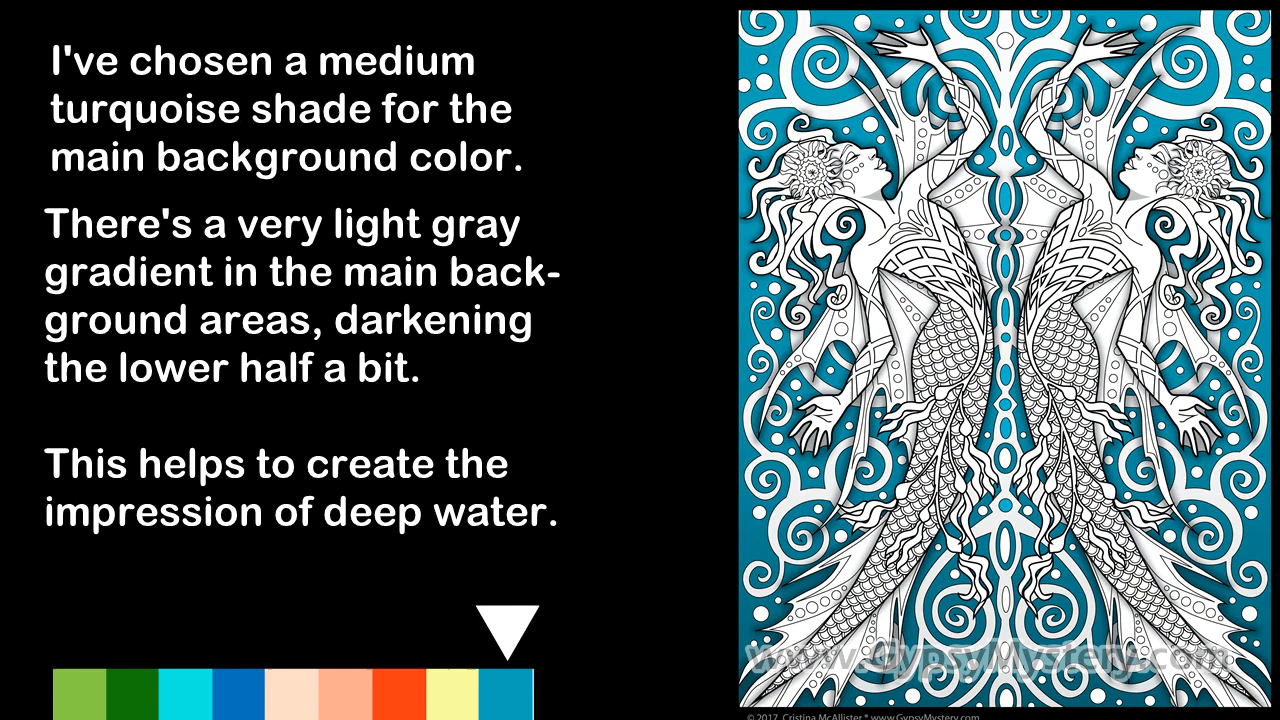 I've chosen a medium
turquoise shade for the
main background color.
There's a very light gray
gradient in the main back-
ground areas, darkening
the lower half a bit.
This helps to create the
impression of deep water.
www.GypsyMystery.com
© 2017 Cristina McAllister * www.GypsyMystery.com